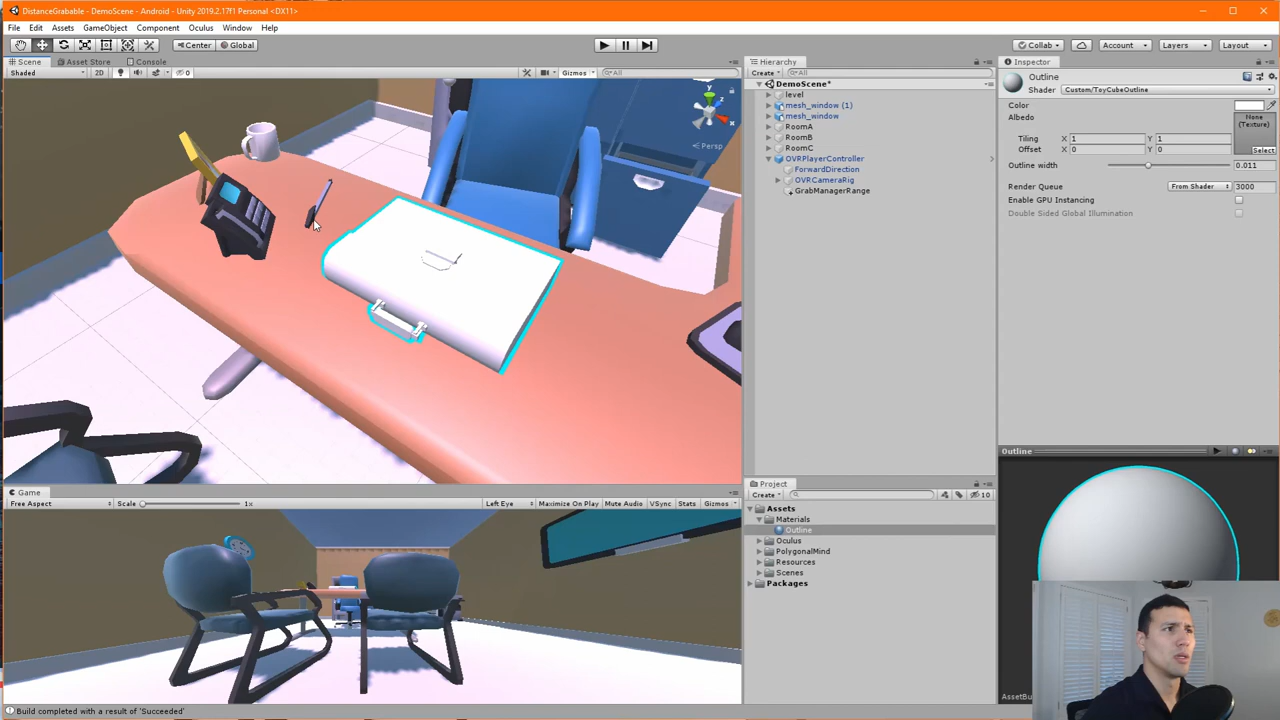 DistanceGrabable - DemoScene - Android - Unity 2019.2.17f1 Personal <DX11>
File Edit Assets GameObject Component Oculus Window Help
Center Global Collab Account Layers Layout
Scene Asset Store Console
Shaded 2D 0 Gizmos All
y
z
x
Persp
Hierarchy
Create All
DemoScene*
level
mesh_window (1)
mesh_window
RoomA
RoomB
RoomC
OVRPlayerController
ForwardDirection
OVRCameraRig
GrabManagerRange
Inspector
Outline
Shader Custom/ToyCubeOutline
Color
Albedo
None
(Texture)
Tiling X 1 Y 1
Offset X 0 Y 0
Select
Outline width 0.011
Render Queue From Shader 3000
Enable GPU Instancing
Double Sided Global Illumination
Game
Free Aspect Scale 1x Left Eye Maximize On Play Mute Audio VSync Stats Gizmos
Project
Create 10
Assets
Materials
Outline
Oculus
PolygonalMind
Resources
Scenes
Packages
Outline
Build completed with a result of 'Succeeded'